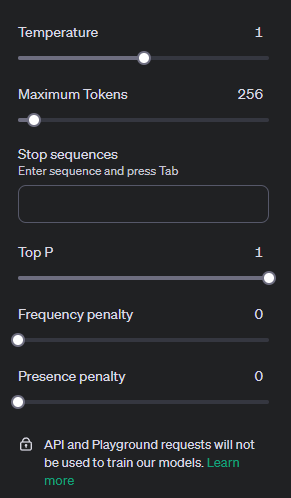 Temperature 1
Maximum Tokens 256
Stop sequences
Enter sequence and press Tab
Top P 1
Frequency penalty 0
Presence penalty 0
API and Playground requests will not
be used to train our models. Learn
more